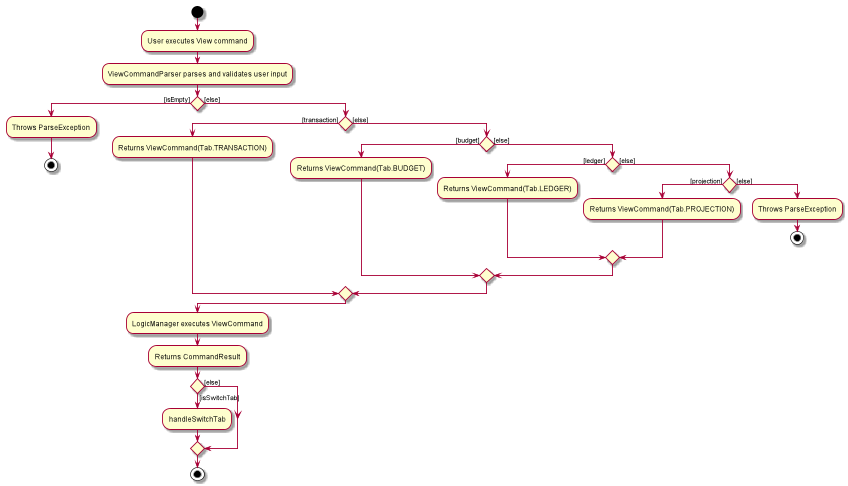 User executes View command
ViewCommandParser parses and validates user input
[isEmpty] [else]
Throws ParseException
[transaction] [else]
Returns ViewCommand(Tab.TRANSACTION)
[budget] [else]
Returns ViewCommand(Tab.BUDGET)
[ledger] [else]
Returns ViewCommand(Tab.LEDGER)
[projection] [else]
Returns ViewCommand(Tab.PROJECTION)
Throws ParseException
LogicManager executes ViewCommand
Returns CommandResult
[else]
[isSwitchTab]
handleSwitchTab